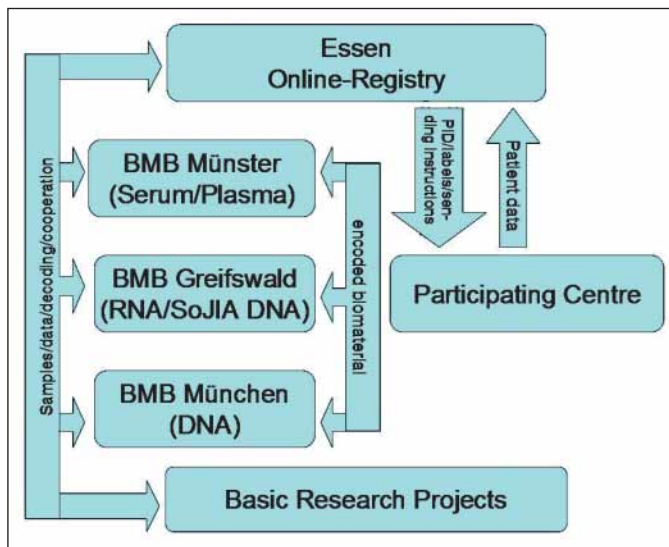 Essen
Online-Registry
PID/labels/sen-
ding instructions
Patient data
BMB Münster
(Serum/Plasma)
BMB Greifswald
(RNA/SoJIA DNA)
BMB München
(DNA)
encoded biomaterial
Participating Centre
Samples/data/decoding/cooperation
Basic Research Projects